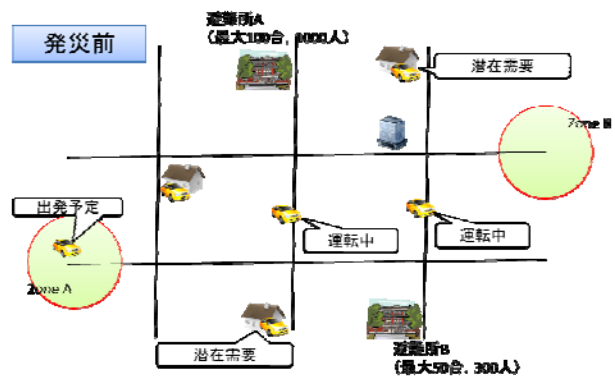 発災前
避難所A
(最大100台, 1000人)
潜在需要
Zone B
出発予定
運転中
運転中
Zone A
潜在需要
避難所B
(最大50台, 300人)